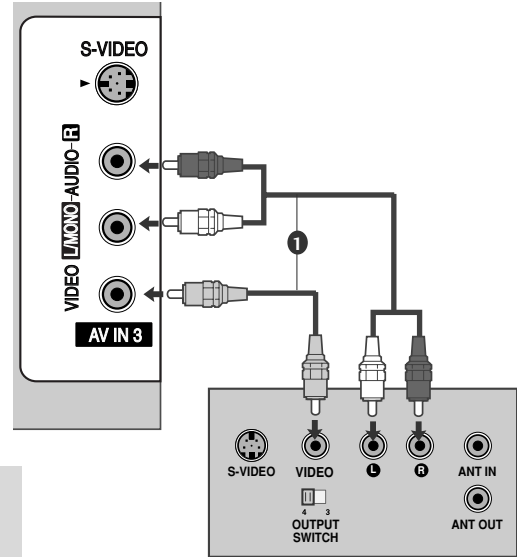 S-VIDEO
VIDEO L/MONO-AUDIO-R
AV IN 3
1
S-VIDEO
VIDEO
L
R
ANT IN
4 3
OUTPUT
SWITCH
ANT OUT